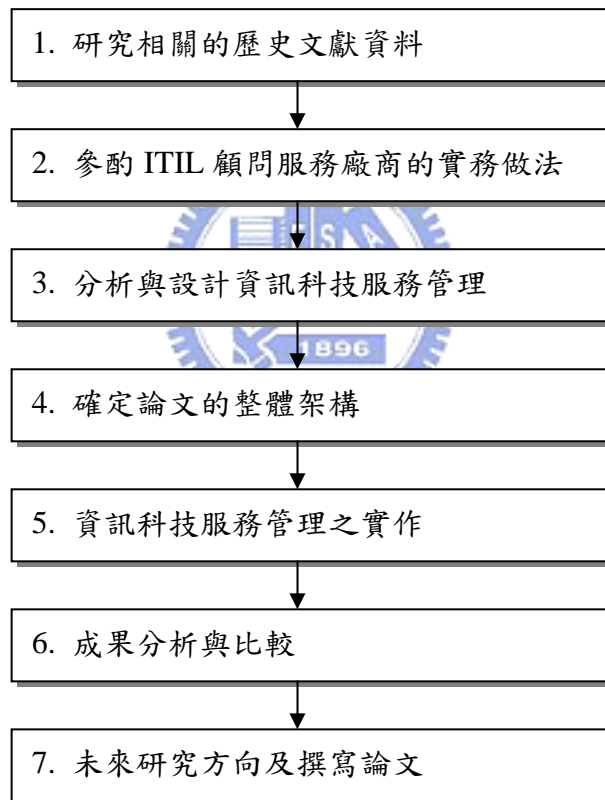 1. 研究相關的歷史文獻資料
2. 參酌 ITIL 顧問服務廠商的實務做法
E S A
3. 分析與設計資訊科技服務管理
1896
4. 確定論文的整體架構
5. 資訊科技服務管理之實作
6. 成果分析與比較
7. 未來研究方向及撰寫論文